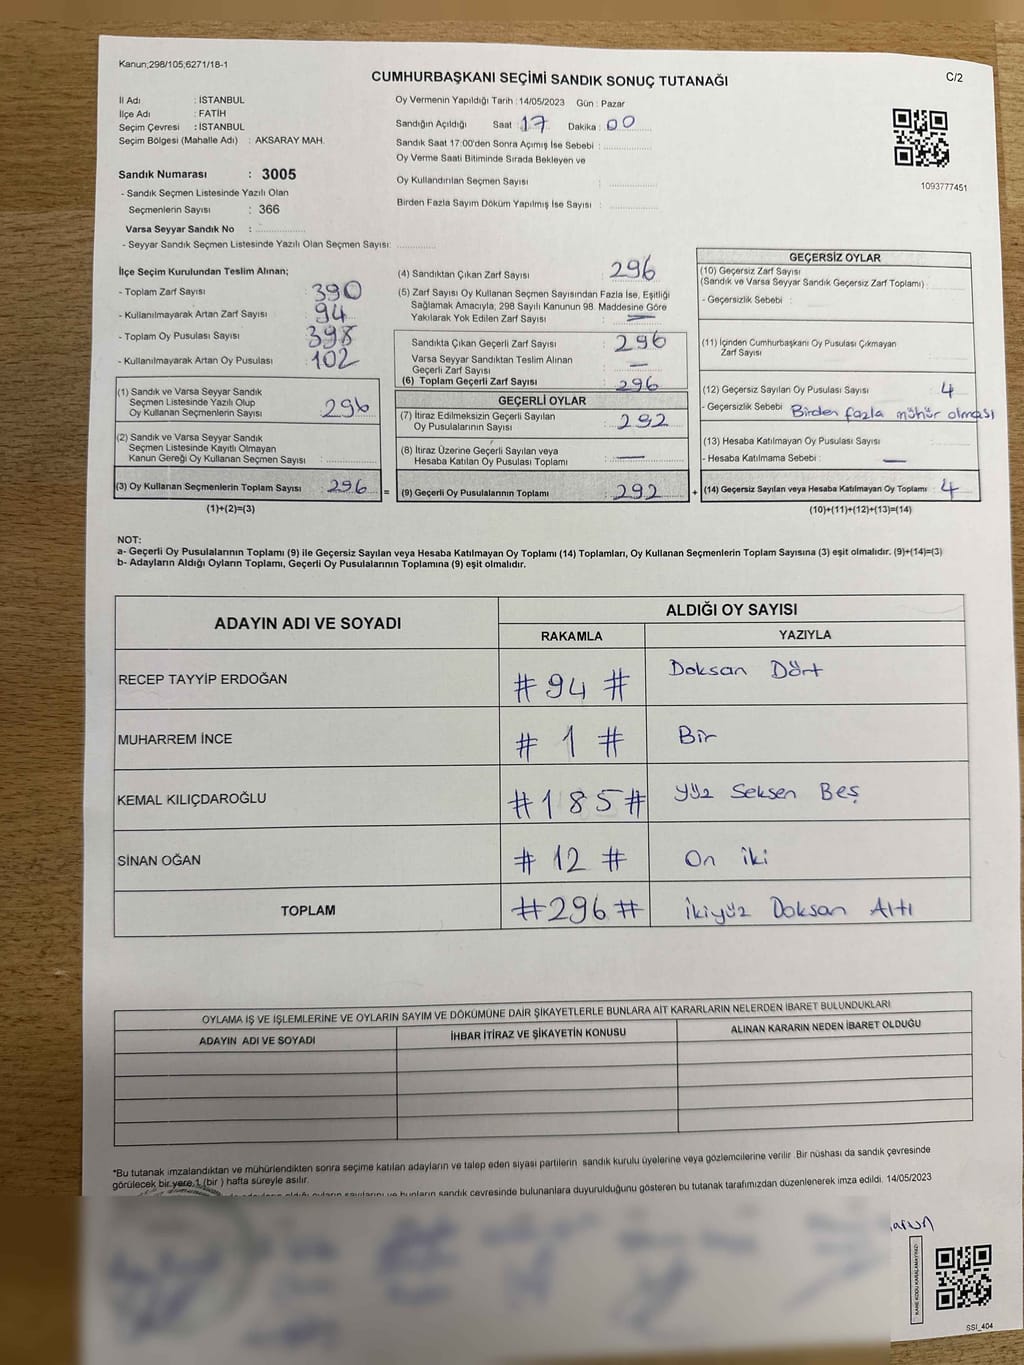 Kanun;298/105;6271/18-1
C/2
CUMHURBAŞKANI SEÇİMİ SANDIK SONUÇ TUTANAĞI
İl Adı : İSTANBUL
İlçe Adı : FATİH
Seçim Çevresi : İSTANBUL
Seçim Bölgesi (Mahalle Adı) : AKSARAY MAH.
Oy Vermenin Yapıldığı Tarih : 14/05/2023 Gün : Pazar
Sandığın Açıldığı Saat 17 Dakika : 00
Sandık Saat 17:00'den Sonra Açımış İse Sebebi :
Oy Verme Saati Bitiminde Sırada Bekleyen ve
Oy Kullandırılan Seçmen Sayısı :
Birden Fazla Sayım Döküm Yapılmış İse Sayısı :
1093777451
Sandık Numarası : 3005
- Sandık Seçmen Listesinde Yazılı Olan
Seçmenlerin Sayısı : 366
Varsa Seyyar Sandık No :
- Seyyar Sandık Seçmen Listesinde Yazılı Olan Seçmen Sayısı:
İlçe Seçim Kurulundan Teslim Alınan;
- Toplam Zarf Sayısı : 390
- Kullanılmayarak Artan Zarf Sayısı : 94
- Toplam Oy Pusulası Sayısı : 398
- Kullanılmayarak Artan Oy Pusulası : 102
(1) Sandık ve Varsa Seyyar Sandık
Seçmen Listesinde Yazılı Olup
Oy Kullanan Seçmenlerin Sayısı : 296
(2) Sandık ve Varsa Seyyar Sandık
Seçmen Listesinde Kayıtlı Olmayan
Kanun Gereği Oy Kullanan Seçmen Sayısı :
(3) Oy Kullanan Seçmenlerin Toplam Sayısı : 296
(1)+(2)=(3)
(4) Sandıktan Çıkan Zarf Sayısı : 296
(5) Zarf Sayısı Oy Kullanan Seçmen Sayısından Fazla İse, Eşitliği
Sağlamak Amacıyla; 298 Sayılı Kanunun 98. Maddesine Göre
Yakılarak Yok Edilen Zarf Sayısı : —
Sandıkta Çıkan Geçerli Zarf Sayısı : 296
Varsa Seyyar Sandıktan Teslim Alınan
Geçerli Zarf Sayısı : —
(6) Toplam Geçerli Zarf Sayısı : 296
GEÇERLİ OYLAR
(7) İtiraz Edilmeksizin Geçerli Sayılan
Oy Pusulalarının Sayısı : 292
(8) İtiraz Üzerine Geçerli Sayılan veya
Hesaba Katılan Oy Pusulası Toplamı : —
= (9) Geçerli Oy Pusulalarının Toplamı : 292
GEÇERSİZ OYLAR
(10) Geçersiz Zarf Sayısı
(Sandık ve Varsa Seyyar Sandık Geçersiz Zarf Toplamı) :
- Geçersizlik Sebebi :
(11) İçinden Cumhurbaşkanı Oy Pusulası Çıkmayan
Zarf Sayısı :
(12) Geçersiz Sayılan Oy Pusulası Sayısı : 4
- Geçersizlik Sebebi : Birden fazla mühür olması
(13) Hesaba Katılmayan Oy Pusulası Sayısı :
- Hesaba Katılmama Sebebi : —
+ (14) Geçersiz Sayılan veya Hesaba Katılmayan Oy Toplamı : 4
(10)+(11)+(12)+(13)=(14)
NOT:
a- Geçerli Oy Pusulalarının Toplamı (9) ile Geçersiz Sayılan veya Hesaba Katılmayan Oy Toplamı (14) Toplamları, Oy Kullanan Seçmenlerin Toplam Sayısına (3) eşit olmalıdır. (9)+(14)=(3)
b- Adayların Aldığı Oyların Toplamı, Geçerli Oy Pusulalarının Toplamına (9) eşit olmalıdır.
ADAYIN ADI VE SOYADI
ALDIĞI OY SAYISI
RAKAMLA YAZIYLA
RECEP TAYYİP ERDOĞAN # 94 # Doksan Dört
MUHARREM İNCE # 1 # Bir
KEMAL KILIÇDAROĞLU #185# Yüz Seksen Beş
SİNAN OĞAN # 12 # On iki
TOPLAM #296# ikiyüz Doksan Altı
OYLAMA İŞ VE İŞLEMLERİNE VE OYLARIN SAYIM VE DÖKÜMÜNE DAİR ŞİKAYETLERLE BUNLARA AİT KARARLARIN NELERDEN İBARET BULUNDUKLARI
ADAYIN ADI VE SOYADI İHBAR İTİRAZ VE ŞİKAYETİN KONUSU ALINAN KARARIN NEDEN İBARET OLDUĞU
*Bu tutanak imzalandıktan ve mühürlendikten sonra seçime katılan adayların ve talep eden siyasi partilerin sandık kurulu üyelerine veya gözlemcilerine verilir .Bir nüshası da sandık çevresinde
görülecek bir yere 1 (bir ) hafta süreyle asılır.
oyların sayılarını ve bunların sandık çevresinde bulunanlara duyurulduğunu gösteren bu tutanak tarafımızdan düzenlenerek imza edildi. 14/05/2023
KARE KODU KARALAMAYINIZ!
SSI_404